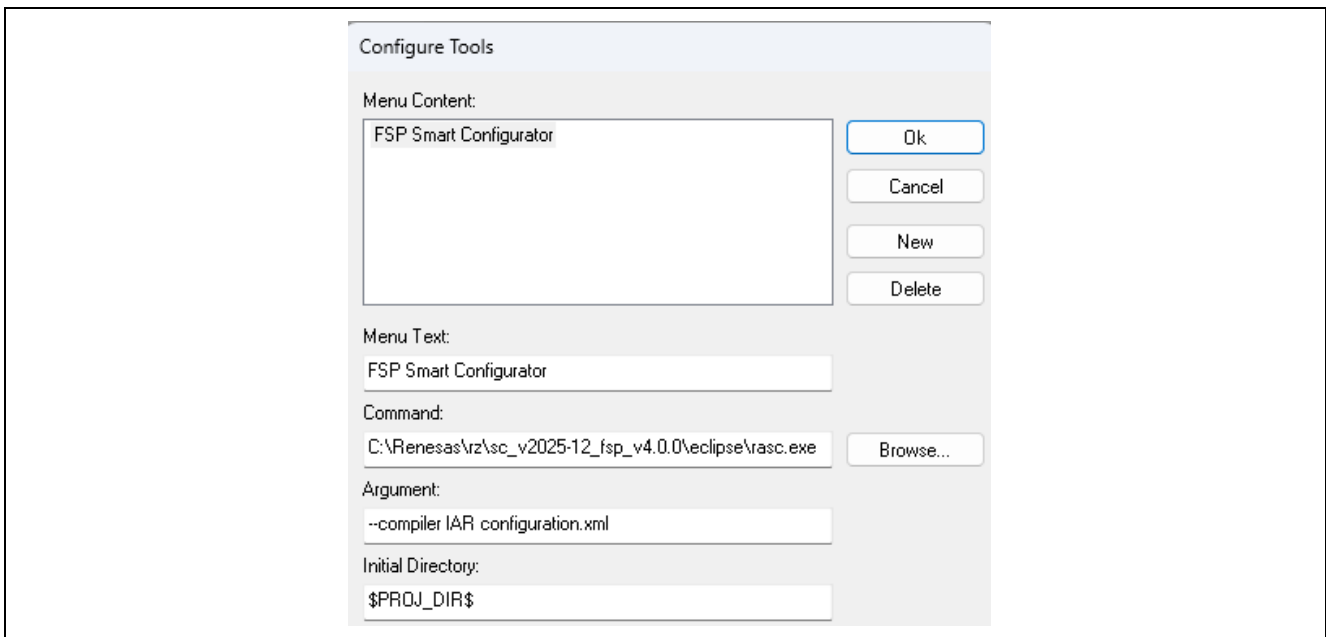 Configure Tools
Menu Content:
FSP Smart Configurator
Ok
Cancel
New
Delete
Menu Text:
FSP Smart Configurator
Command:
C:\Renesas\rz\sc_v2025-12_fsp_v4.0.0\eclipse\rasc.exe
Browse...
Argument:
--compiler IAR configuration.xml
Initial Directory:
$PROJ_DIR$